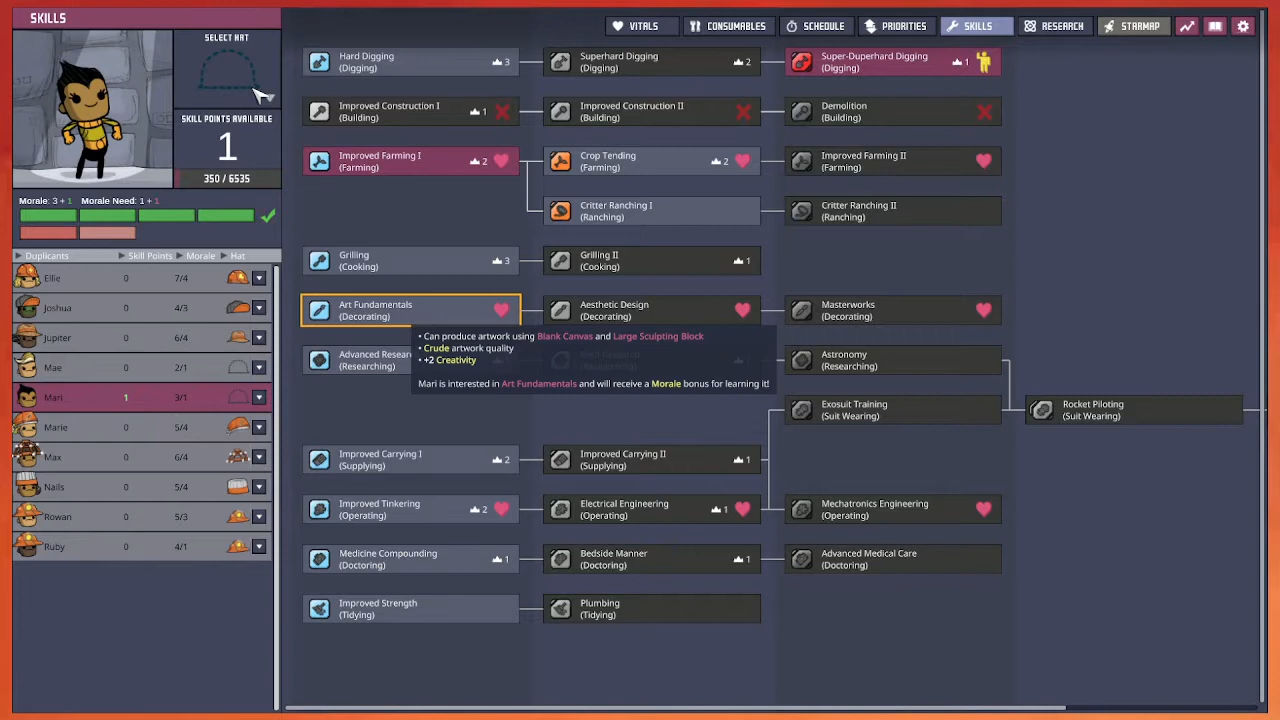 SKILLS
VITALS
CONSUMABLES
SCHEDULE
PRIORITIES
SKILLS
RESEARCH
STARMAP
SELECT HAT
SKILL POINTS AVAILABLE
1
350 / 6535
Morale: 3 + 1
Morale Need: 1 + 1
Duplicants
Skill Points
Morale
Hat
Ellie 0 7/4
Joshua 0 4/3
Jupiter 0 6/4
Mae 0 2/1
Mari 1 3/1
Marie 0 5/4
Max 0 6/4
Nails 0 5/4
Rowan 0 5/3
Ruby 0 4/1
Hard Digging
(Digging)
3
Superhard Digging
(Digging)
2
Super-Duperhard Digging
(Digging)
1
Improved Construction I
(Building)
1
Improved Construction II
(Building)
Demolition
(Building)
Improved Farming I
(Farming)
2
Crop Tending
(Farming)
2
Improved Farming II
(Farming)
Critter Ranching I
(Ranching)
Critter Ranching II
(Ranching)
Grilling
(Cooking)
3
Grilling II
(Cooking)
1
Art Fundamentals
(Decorating)
Aesthetic Design
(Decorating)
Masterworks
(Decorating)
• Can produce artwork using Blank Canvas and Large Sculpting Block
• Crude artwork quality
• +2 Creativity
Mari is interested in Art Fundamentals and will receive a Morale bonus for learning it!
Advanced Resear
(Researching)
Astronomy
(Researching)
Exosuit Training
(Suit Wearing)
Rocket Piloting
(Suit Wearing)
Improved Carrying I
(Supplying)
2
Improved Carrying II
(Supplying)
1
Improved Tinkering
(Operating)
2
Electrical Engineering
(Operating)
1
Mechatronics Engineering
(Operating)
Medicine Compounding
(Doctoring)
1
Bedside Manner
(Doctoring)
1
Advanced Medical Care
(Doctoring)
Improved Strength
(Tidying)
Plumbing
(Tidying)